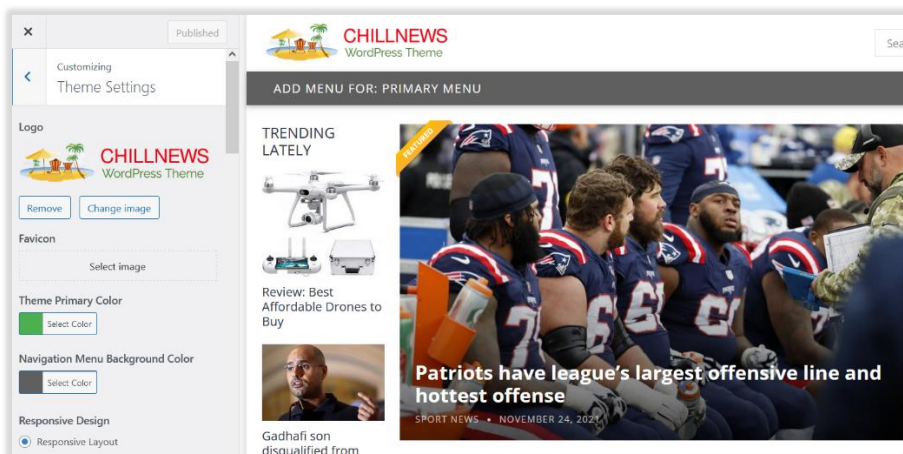 Published
Customizing
Theme Settings
Logo
CHILLNEWS
WordPress Theme
Remove
Change image
Favicon
Select image
Theme Primary Color
Select Color
Navigation Menu Background Color
Select Color
Responsive Design
Responsive Layout
CHILLNEWS
WordPress Theme
Sea
ADD MENU FOR: PRIMARY MENU
TRENDING
LATELY
Review: Best
Affordable Drones to
Buy
Gadhafi son
disqualified from
FEATURED
Patriots have league's largest offensive line and
hottest offense
SPORT NEWS • NOVEMBER 24, 2021